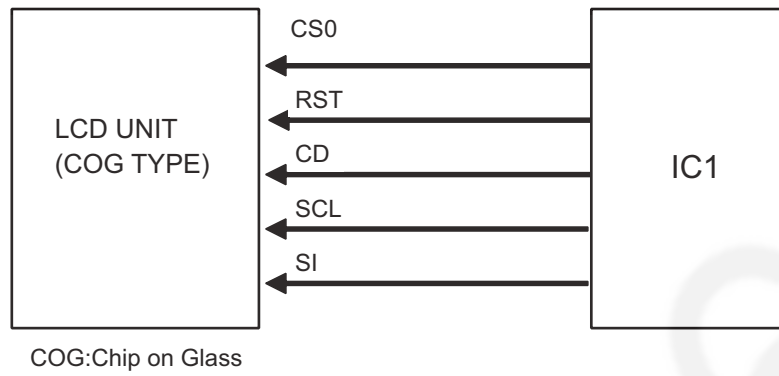 CS0
RST
LCD UNIT
(COG TYPE)
CD
IC1
SCL
SI
COG:Chip on Glass